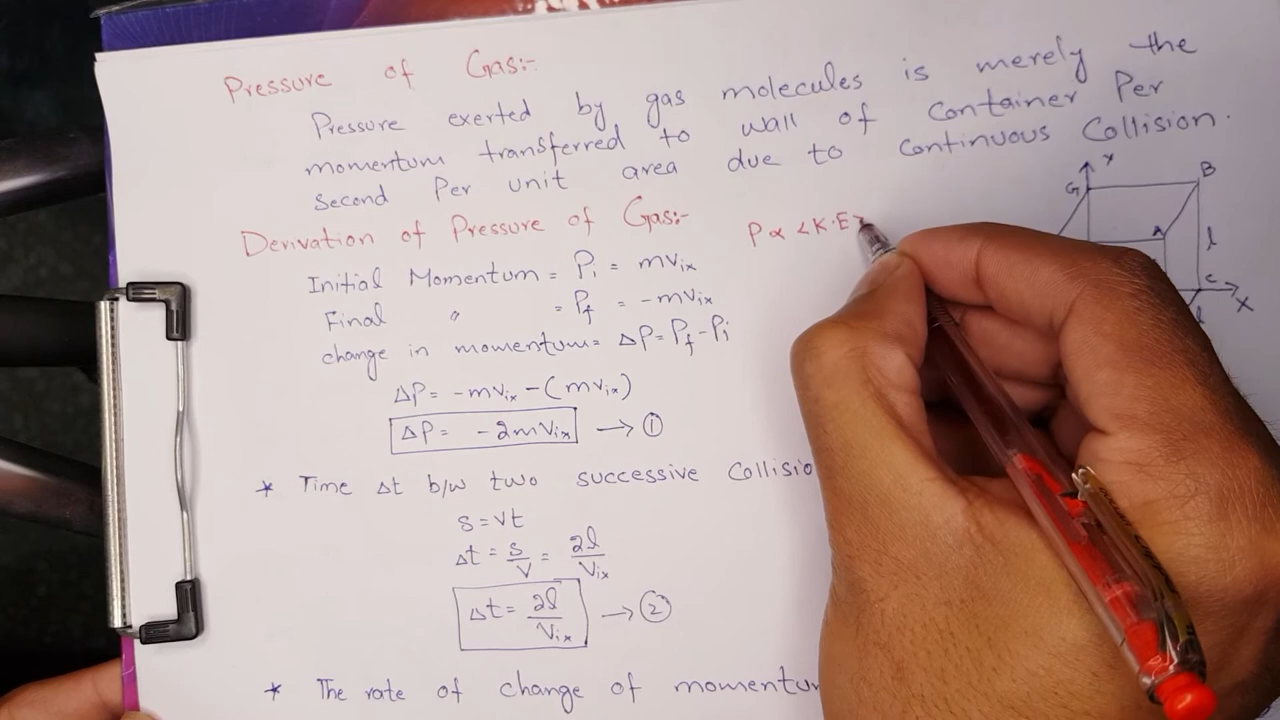 Pressure of Gas:-
Pressure exerted by gas molecules is merely the
momentum transferred to wall of container Per
Second Per unit area due to continuous Collision.
Derivation of Pressure of Gas:-
P ∝ <K.E>
Initial Momentum = Pi = mvix
Final " = Pf = -mvix
change in momentum = ΔP = Pf - Pi
ΔP = -mvix - (mvix)
ΔP = -2mvix → ①
* Time Δt b/w two successive Collisio
S = vt
Δt = S/V = 2l/Vix
Δt = 2l/Vix → ②
* The rate of change of momentum
Y
G
B
A
l
C
X